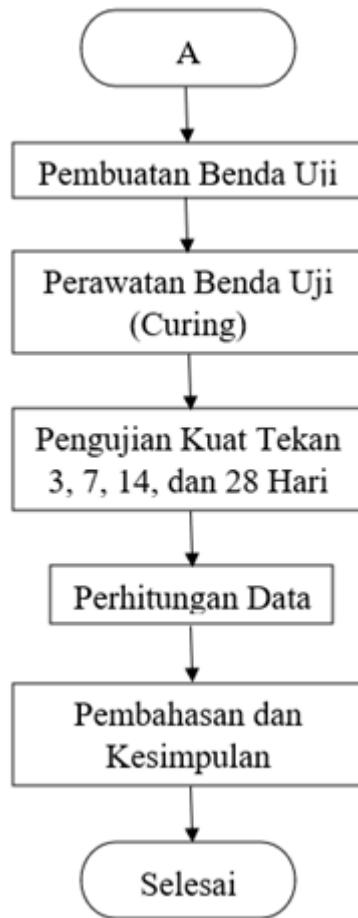 A
Pembuatan Benda Uji
Perawatan Benda Uji
(Curing)
Pengujian Kuat Tekan
3, 7, 14, dan 28 Hari
Perhitungan Data
Pembahasan dan
Kesimpulan
Selesai